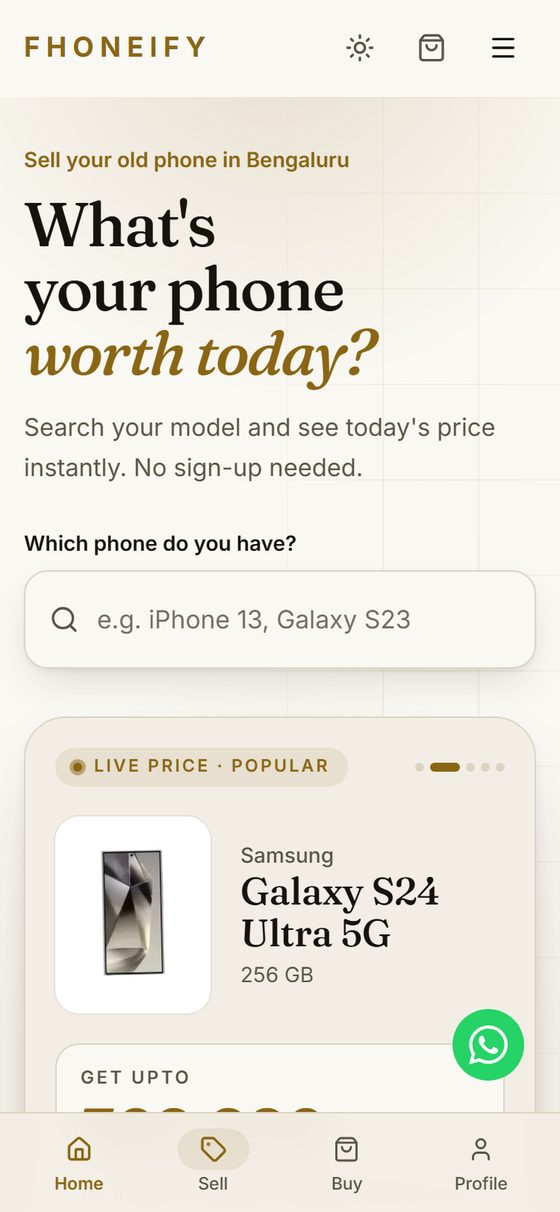 FHONEIFY
Sell your old phone in Bengaluru
What's
your phone
worth today?
Search your model and see today's price
instantly. No sign-up needed.
Which phone do you have?
e.g. iPhone 13, Galaxy S23
LIVE PRICE · POPULAR
Samsung
Galaxy S24
Ultra 5G
256 GB
GET UPTO
Home
Sell
Buy
Profile